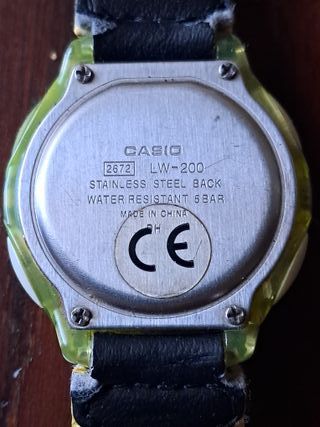 CASIO
2672 LW-200
STAINLESS STEEL BACK
WATER RESISTANT 5BAR
MADE IN CHINA
CE